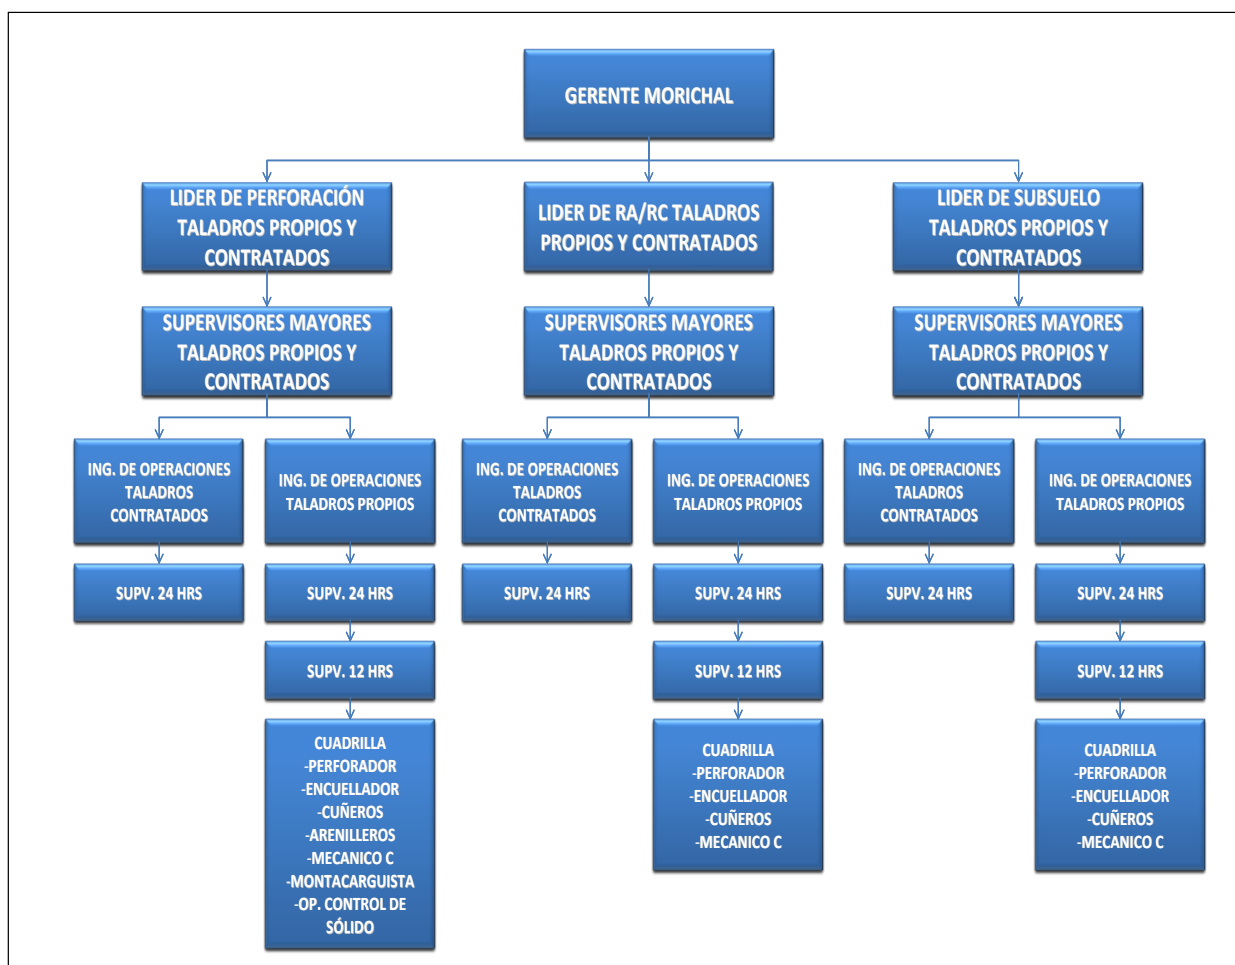 GERENTE MORICHAL
LIDER DE PERFORACIÓN
TALADROS PROPIOS Y
CONTRATADOS
LIDER DE RA/RC TALADROS
PROPIOS Y CONTRATADOS
LIDER DE SUBSUELO
TALADROS PROPIOS Y
CONTRATADOS
SUPERVISORES MAYORES
TALADROS PROPIOS Y
CONTRATADOS
SUPERVISORES MAYORES
TALADROS PROPIOS Y
CONTRATADOS
SUPERVISORES MAYORES
TALADROS PROPIOS Y
CONTRATADOS
ING. DE OPERACIONES
TALADROS
CONTRATADOS
ING. DE OPERACIONES
TALADROS PROPIOS
ING. DE OPERACIONES
TALADROS
CONTRATADOS
ING. DE OPERACIONES
TALADROS PROPIOS
ING. DE OPERACIONES
TALADROS
CONTRATADOS
ING. DE OPERACIONES
TALADROS PROPIOS
SUPV. 24 HRS
SUPV. 24 HRS
SUPV. 24 HRS
SUPV. 24 HRS
SUPV. 24 HRS
SUPV. 24 HRS
SUPV. 12 HRS
SUPV. 12 HRS
SUPV. 12 HRS
CUADRILLA
-PERFORADOR
-ENCUELLADOR
-CUÑEROS
-ARENILLEROS
-MECANICO C
-MONTACARGUISTA
-OP. CONTROL DE
SÓLIDO
CUADRILLA
-PERFORADOR
-ENCUELLADOR
-CUÑEROS
-MECANICO C
CUADRILLA
-PERFORADOR
-ENCUELLADOR
-CUÑEROS
-MECANICO C